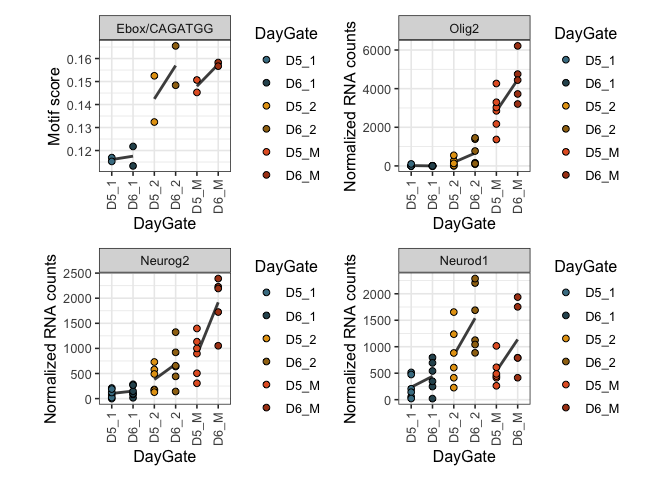 Ebox/CAGATGG
Motif score
0.16
0.15
0.14
0.13
0.12
D5_1
D6_1
D5_2
D6_2
D5_M
D6_M
DayGate
DayGate
D5_1
D6_1
D5_2
D6_2
D5_M
D6_M
Olig2
Normalized RNA counts
6000
4000
2000
0
D5_1
D6_1
D5_2
D6_2
D5_M
D6_M
DayGate
DayGate
D5_1
D6_1
D5_2
D6_2
D5_M
D6_M
Neurog2
Normalized RNA counts
2500
2000
1500
1000
500
0
D5_1
D6_1
D5_2
D6_2
D5_M
D6_M
DayGate
DayGate
D5_1
D6_1
D5_2
D6_2
D5_M
D6_M
Neurod1
Normalized RNA counts
2000
1500
1000
500
0
D5_1
D6_1
D5_2
D6_2
D5_M
D6_M
DayGate
DayGate
D5_1
D6_1
D5_2
D6_2
D5_M
D6_M